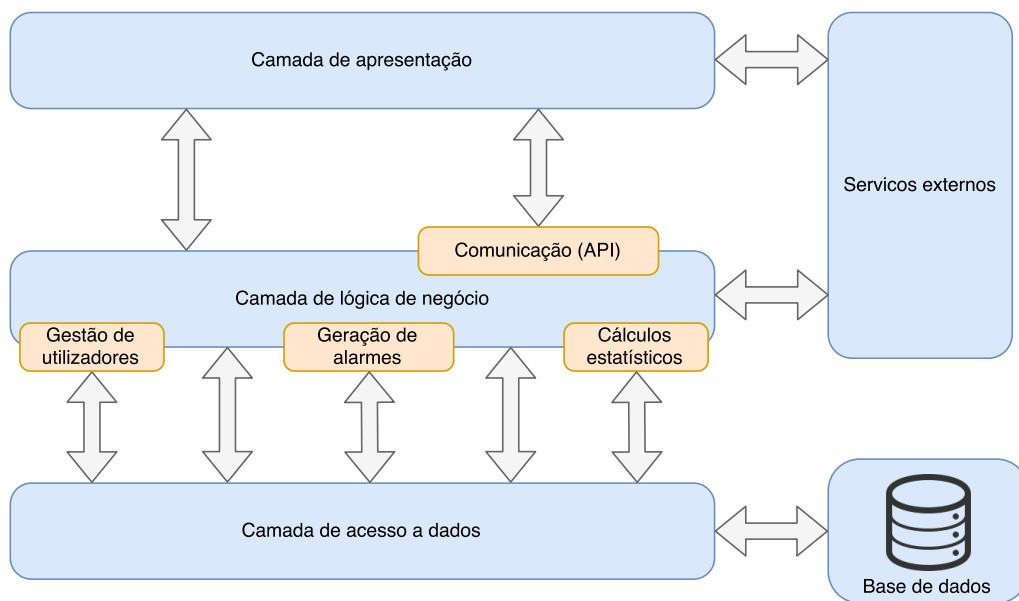 Camada de apresentação
Servicos externos
Comunicação (API)
Camada de lógica de negócio
Gestão de
utilizadores
Geração de
alarmes
Cálculos
estatísticos
Camada de acesso a dados
Base de dados